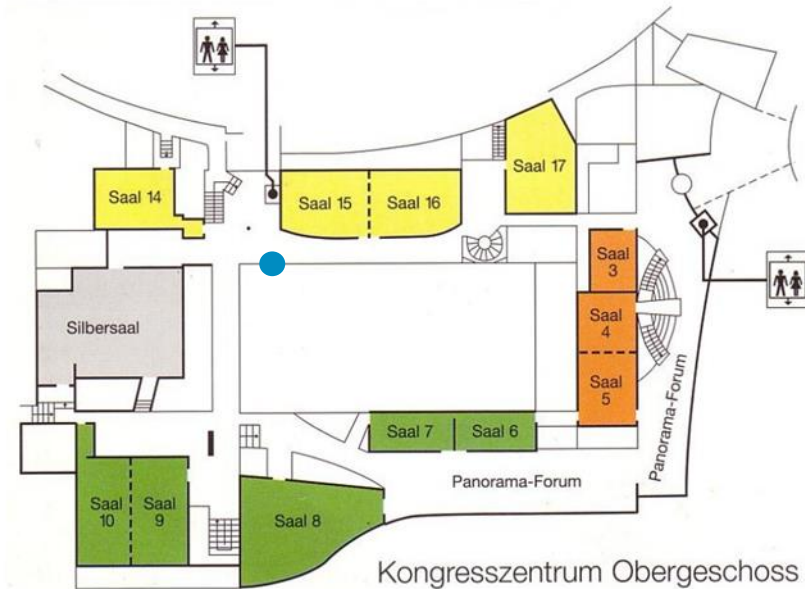 Saal 17
Saal 14
Saal 15
Saal 16
Saal
3
Silbersaal
Saal
4
Saal
5
Panorama-Forum
Saal 7
Saal 6
Saal
10
Saal
9
Saal 8
Panorama-Forum
Kongresszentrum Obergeschoss